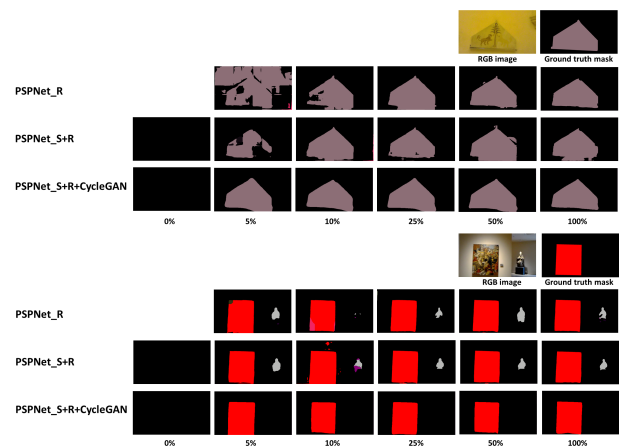 RGB image Ground truth mask
PSPNet_R
PSPNet_S+R
PSPNet_S+R+CycleGAN
0% 5% 10% 25% 50% 100%
RGB image Ground truth mask
PSPNet_R
PSPNet_S+R
PSPNet_S+R+CycleGAN
0% 5% 10% 25% 50% 100%